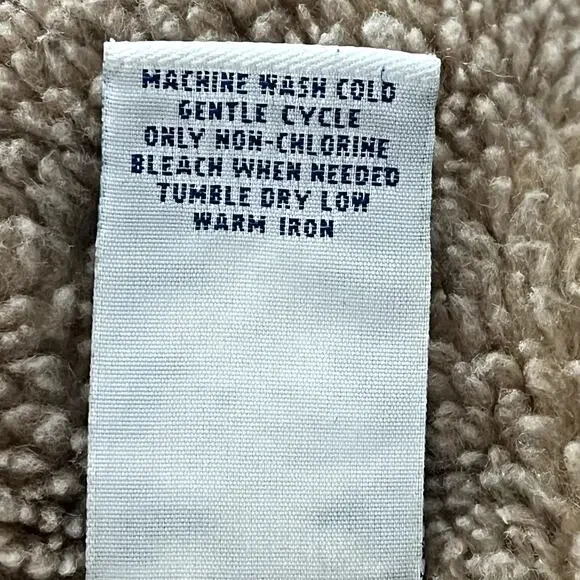 MACHINE WASH COLD
GENTLE CYCLE
ONLY NON-CHLORINE
BLEACH WHEN NEEDED
TUMBLE DRY LOW
WARM IRON